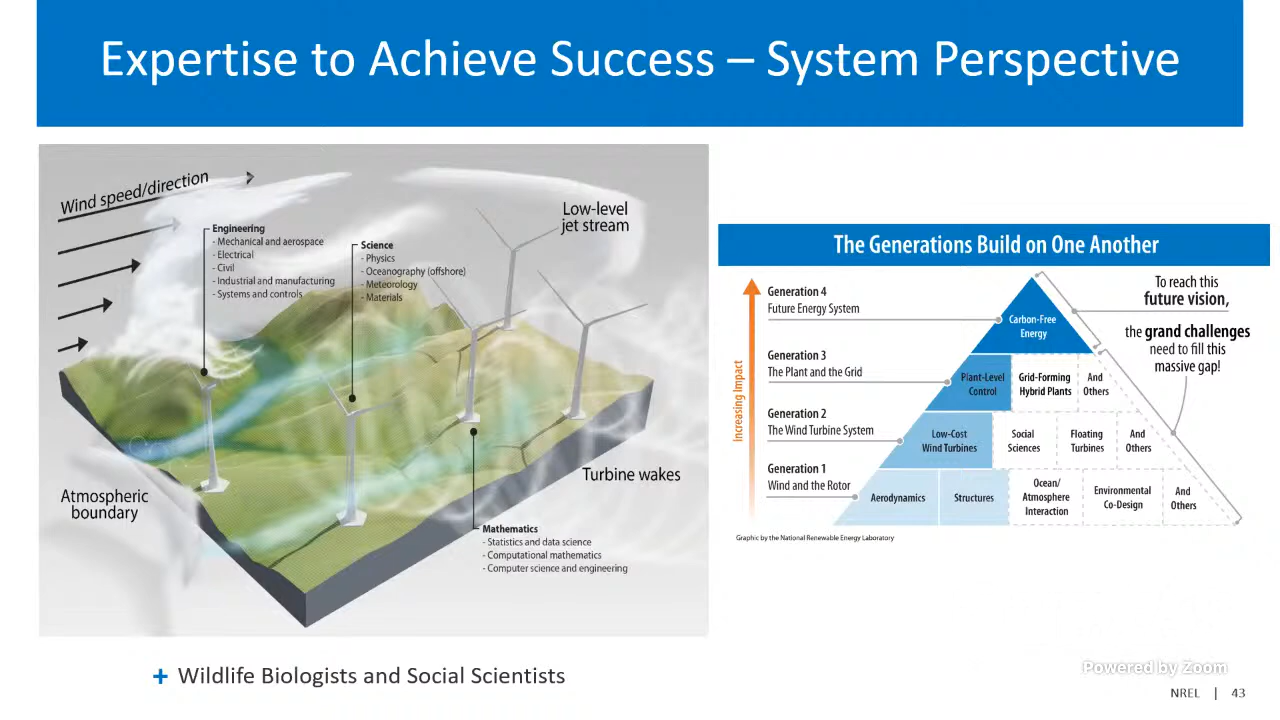 Expertise to Achieve Success – System Perspective
Wind speed/direction
Engineering
- Mechanical and aerospace
- Electrical
- Civil
- Industrial and manufacturing
- Systems and controls
Science
- Physics
- Oceanography (offshore)
- Meteorology
- Materials
Low-level
jet stream
Turbine wakes
Atmospheric
boundary
Mathematics
- Statistics and data science
- Computational mathematics
- Computer science and engineering
+ Wildlife Biologists and Social Scientists
The Generations Build on One Another
Increasing Impact
Generation 4
Future Energy System
Carbon-Free
Energy
To reach this
future vision,
the grand challenges
need to fill this
massive gap!
Generation 3
The Plant and the Grid
Plant-Level
Control
Grid-Forming
Hybrid Plants
And
Others
Generation 2
The Wind Turbine System
Low-Cost
Wind Turbines
Social
Sciences
Floating
Turbines
And
Others
Generation 1
Wind and the Rotor
Aerodynamics
Structures
Ocean/
Atmosphere
Interaction
Environmental
Co-Design
And
Others
Graphic by the National Renewable Energy Laboratory
Powered by Zoom
NREL | 43